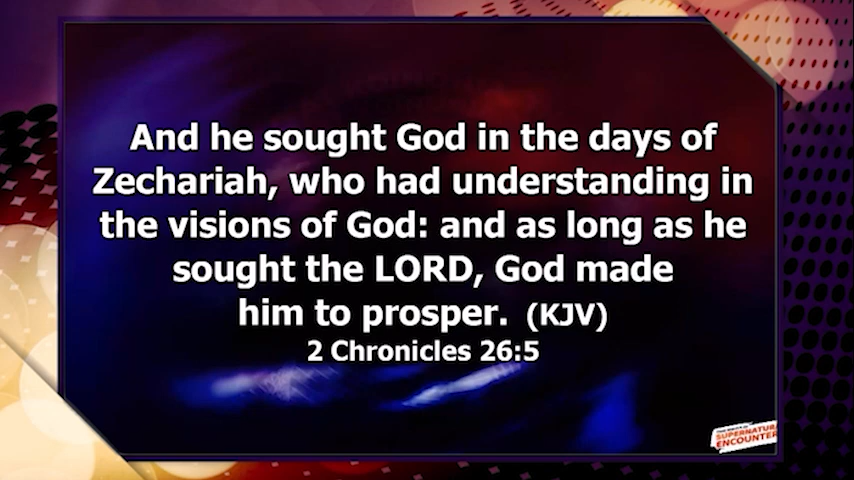 And he sought God in the days of
Zechariah, who had understanding in
the visions of God: and as long as he
sought the LORD, God made
him to prosper. (KJV)
2 Chronicles 26:5
SUPERNATURAL
ENCOUNTER